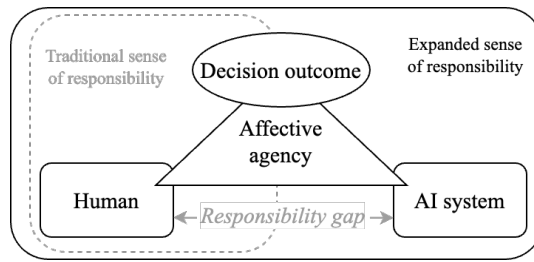 Traditional sense
of responsibility
Decision outcome
Expanded sense
of responsibility
Affective
agency
Human
Responsibility gap
AI system